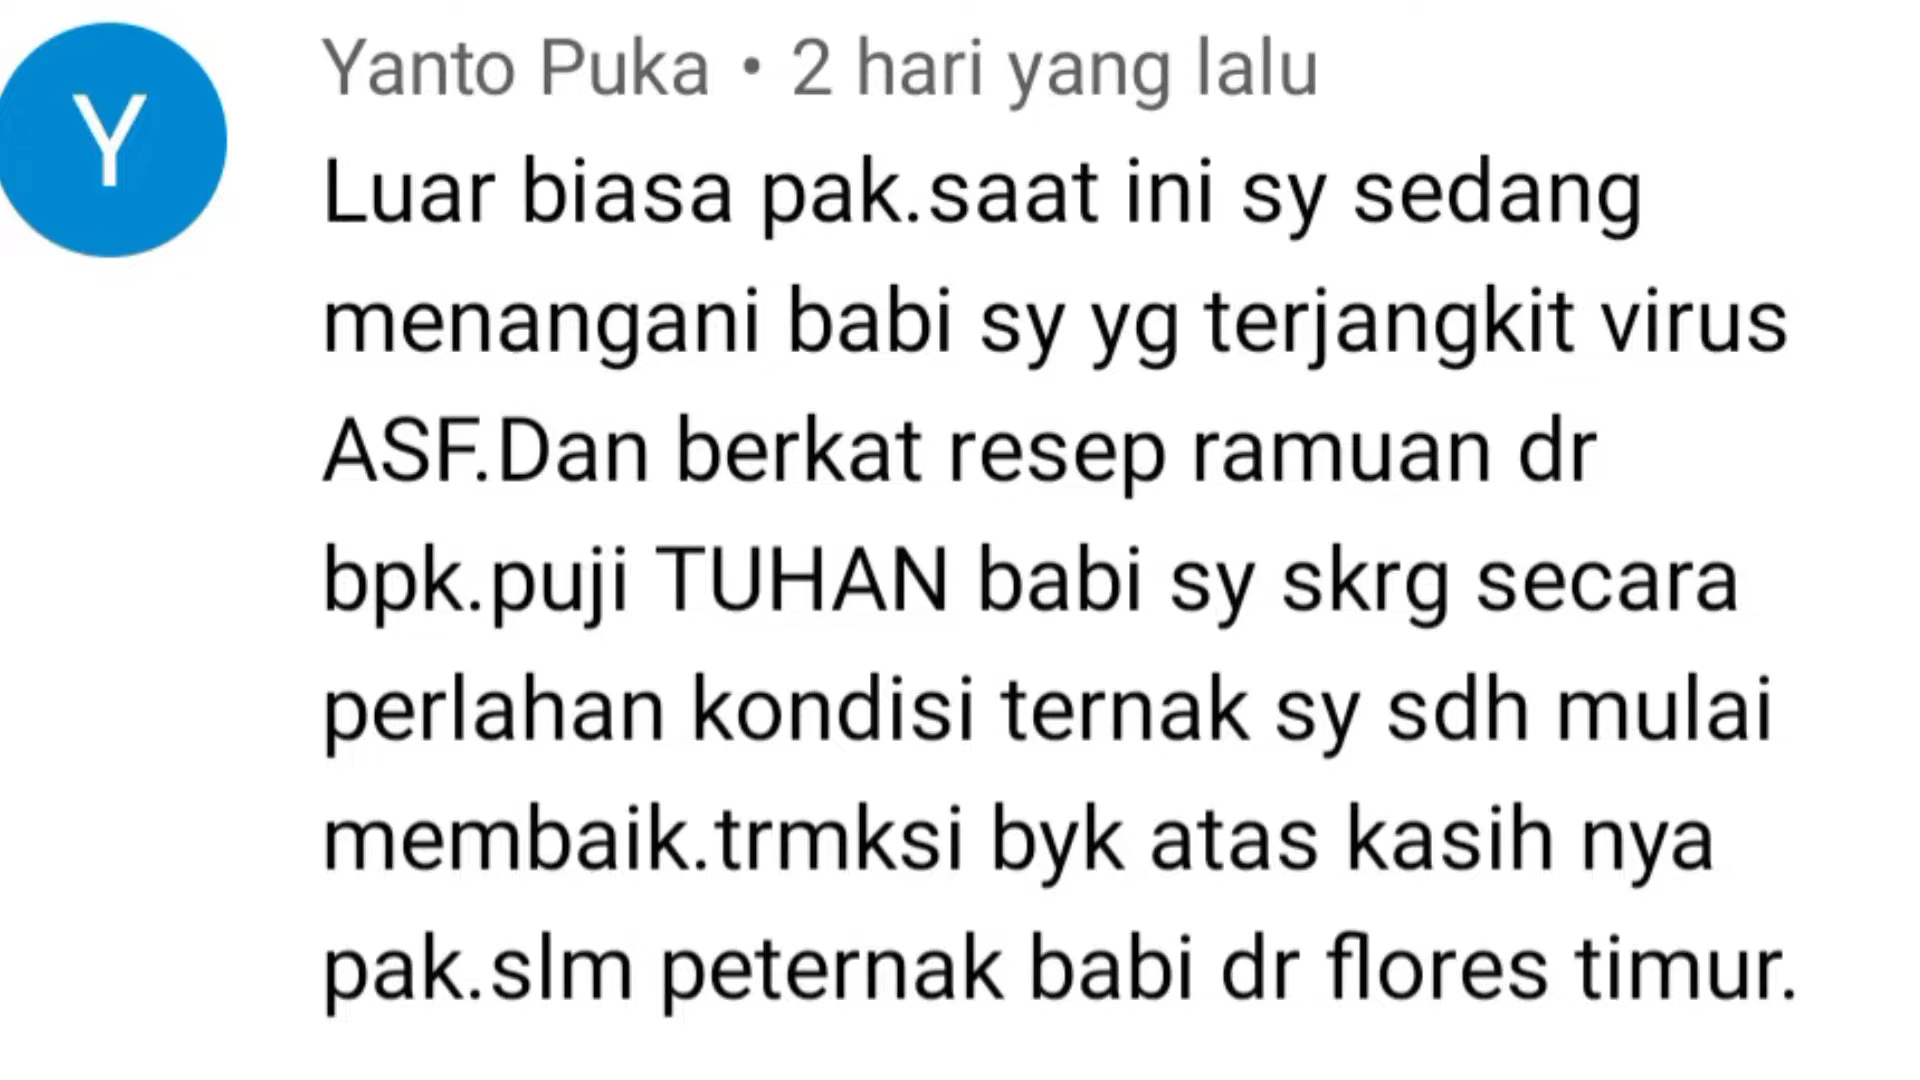 Y
Yanto Puka • 2 hari yang lalu
Luar biasa pak.saat ini sy sedang
menangani babi sy yg terjangkit virus
ASF.Dan berkat resep ramuan dr
bpk.puji TUHAN babi sy skrg secara
perlahan kondisi ternak sy sdh mulai
membaik.trmksi byk atas kasih nya
pak.slm peternak babi dr flores timur.